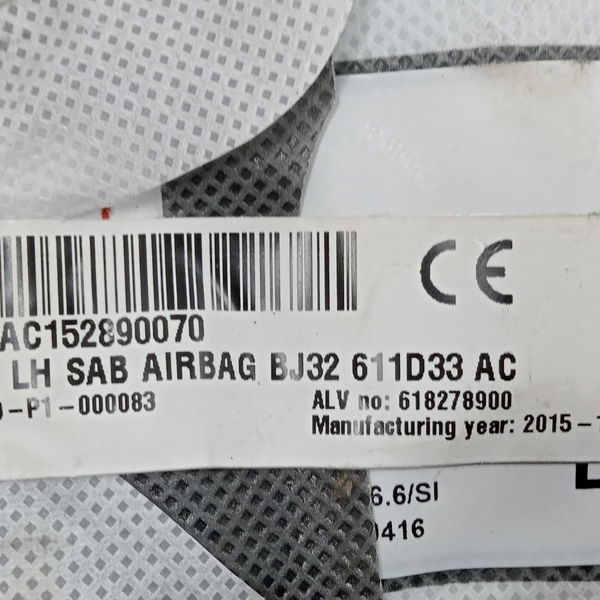 CE
AC152890070
LH SAB AIRBAG BJ32 611D33 AC
-P1-000083
ALV no: 618278900
Manufacturing year: 2015-
6.6/SI
0416